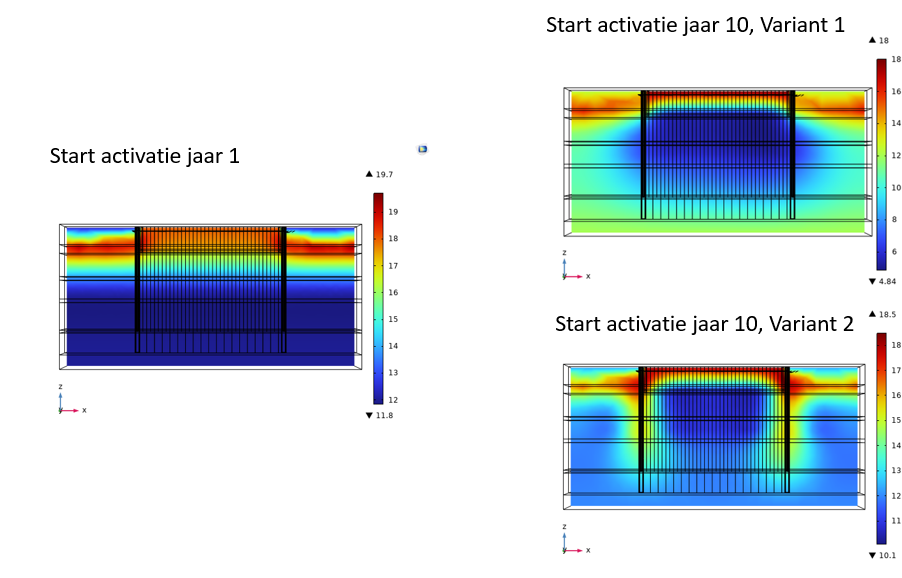 Start activatie jaar 1
▲ 19.7
19
18
17
16
15
14
13
12
▼ 11.8
z
y
x
Start activatie jaar 10, Variant 1
▲ 18
18
16
14
12
10
8
6
▼ 4.84
z
y
x
Start activatie jaar 10, Variant 2
▲ 18.5
18
17
16
15
14
13
12
11
▼ 10.1
z
y
x